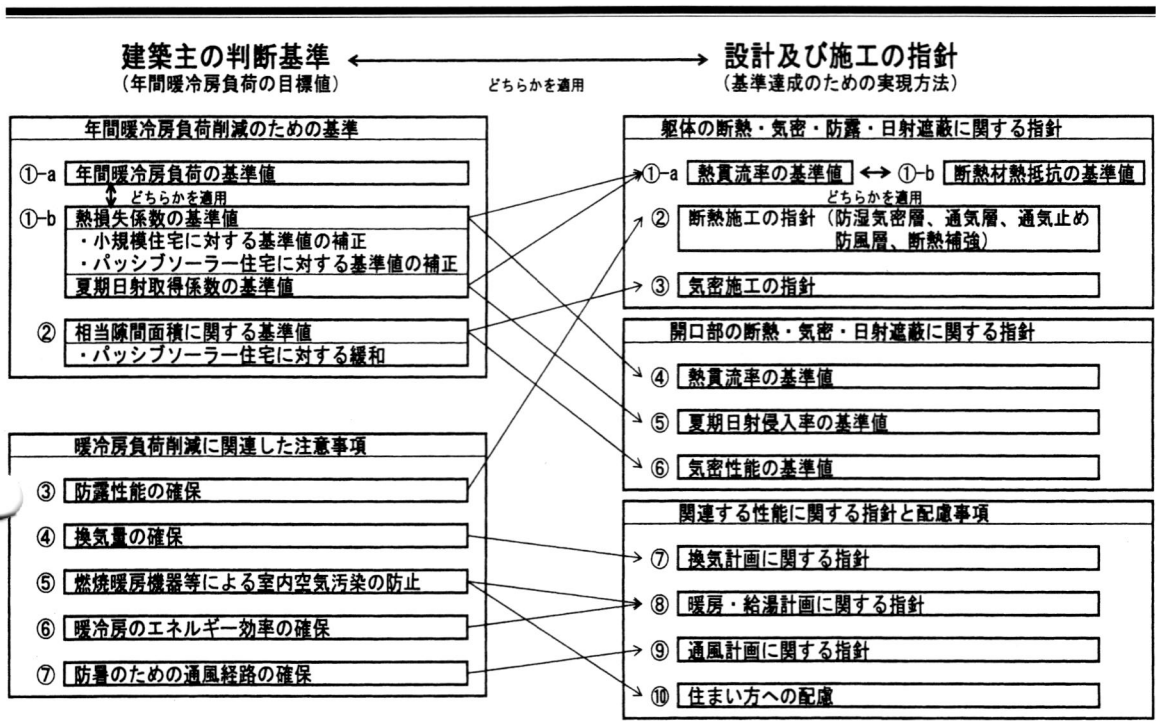 建築主の判断基準
(年間暖冷房負荷の目標値)
どちらかを適用
設計及び施工の指針
(基準達成のための実現方法)
年間暖冷房負荷削減のための基準
①-a 年間暖冷房負荷の基準値
どちらかを適用
①-b 熱損失係数の基準値
・小規模住宅に対する基準値の補正
・パッシブソーラー住宅に対する基準値の補正
夏期日射取得係数の基準値
② 相当隙間面積に関する基準値
・パッシブソーラー住宅に対する緩和
暖冷房負荷削減に関連した注意事項
③ 防露性能の確保
④ 換気量の確保
⑤ 燃焼暖房機器等による室内空気汚染の防止
⑥ 暖冷房のエネルギー効率の確保
⑦ 防暑のための通風経路の確保
躯体の断熱・気密・防露・日射遮蔽に関する指針
①-a 熱貫流率の基準値 ①-b 断熱材熱抵抗の基準値
どちらかを適用
② 断熱施工の指針(防湿気密層、通気層、通気止め
防風層、断熱補強)
③ 気密施工の指針
開口部の断熱・気密・日射遮蔽に関する指針
④ 熱貫流率の基準値
⑤ 夏期日射侵入率の基準値
⑥ 気密性能の基準値
関連する性能に関する指針と配慮事項
⑦ 換気計画に関する指針
⑧ 暖房・給湯計画に関する指針
⑨ 通風計画に関する指針
⑩ 住まい方への配慮